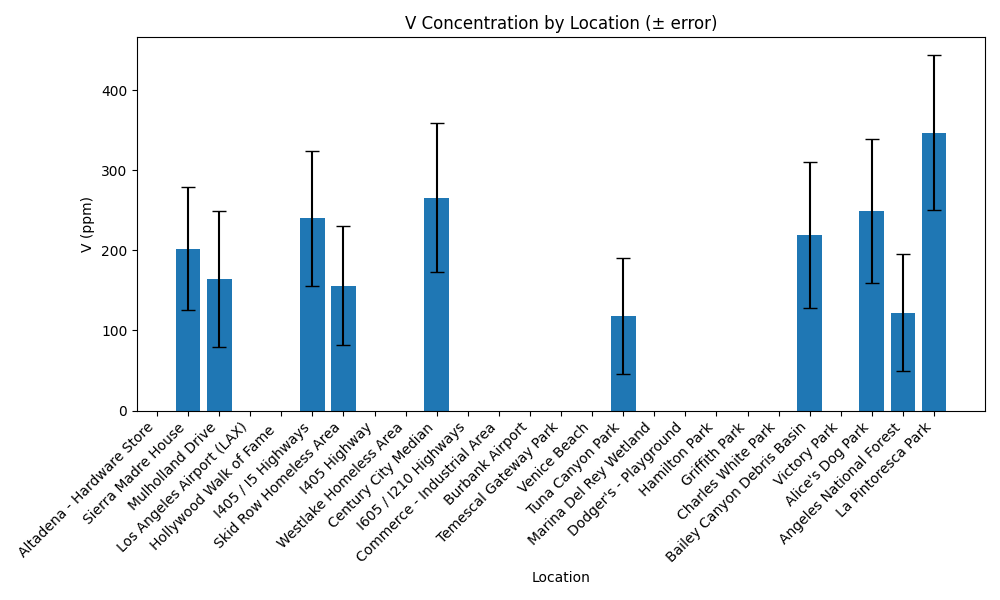 V Concentration by Location (± error)
V (ppm)
400
300
200
100
0
Altadena - Hardware Store
Sierra Madre House
Mulholland Drive
Los Angeles Airport (LAX)
Hollywood Walk of Fame
I405 / I5 Highways
Skid Row Homeless Area
I405 Highway
Westlake Homeless Area
Century City Median
I605 / I210 Highways
Commerce - Industrial Area
Burbank Airport
Temescal Gateway Park
Venice Beach
Tuna Canyon Park
Marina Del Rey Wetland
Dodger's - Playground
Hamilton Park
Griffith Park
Charles White Park
Bailey Canyon Debris Basin
Victory Park
Alice's Dog Park
Angeles National Forest
La Pintoresca Park
Location